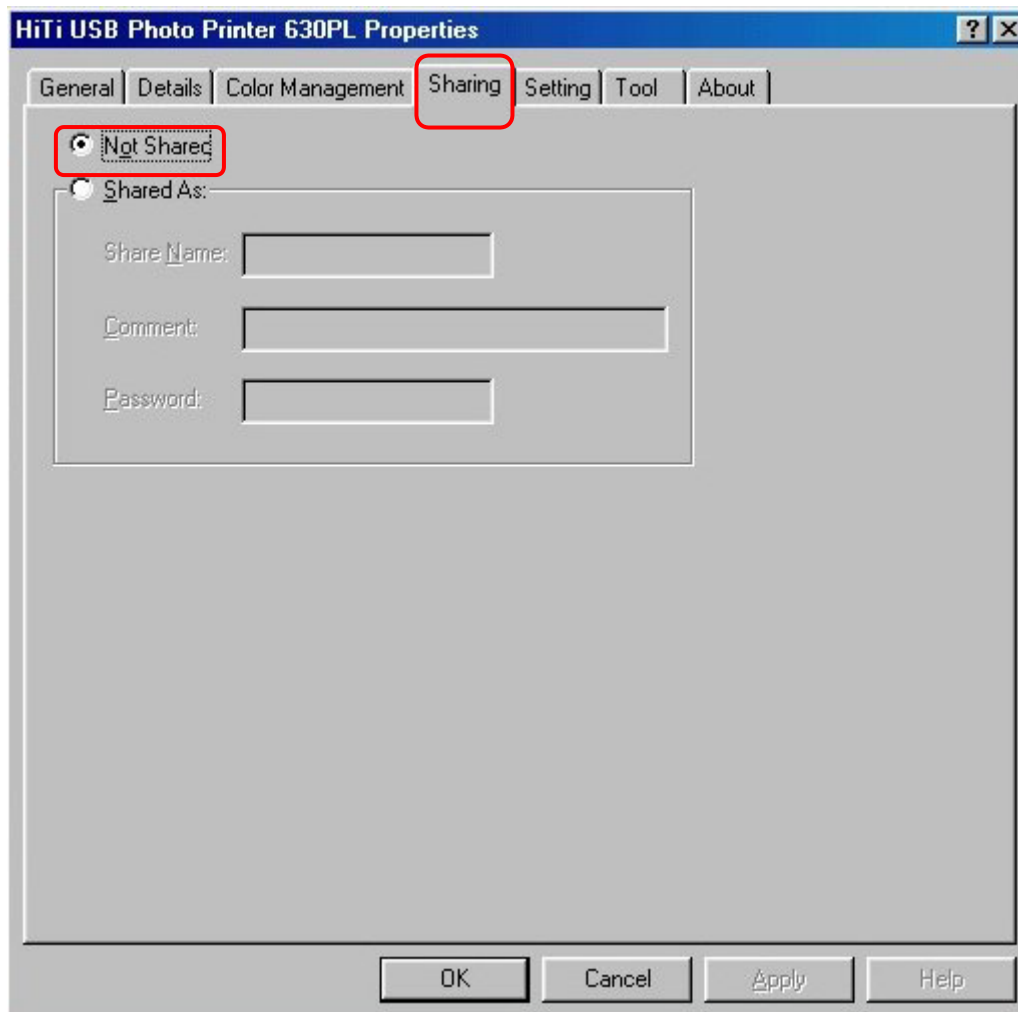 HiTi USB Photo Printer 630PL Properties
General Details Color Management Sharing Setting Tool About
Not Shared
Shared As:
Share Name:
Comment:
Password:
OK Cancel Apply Help